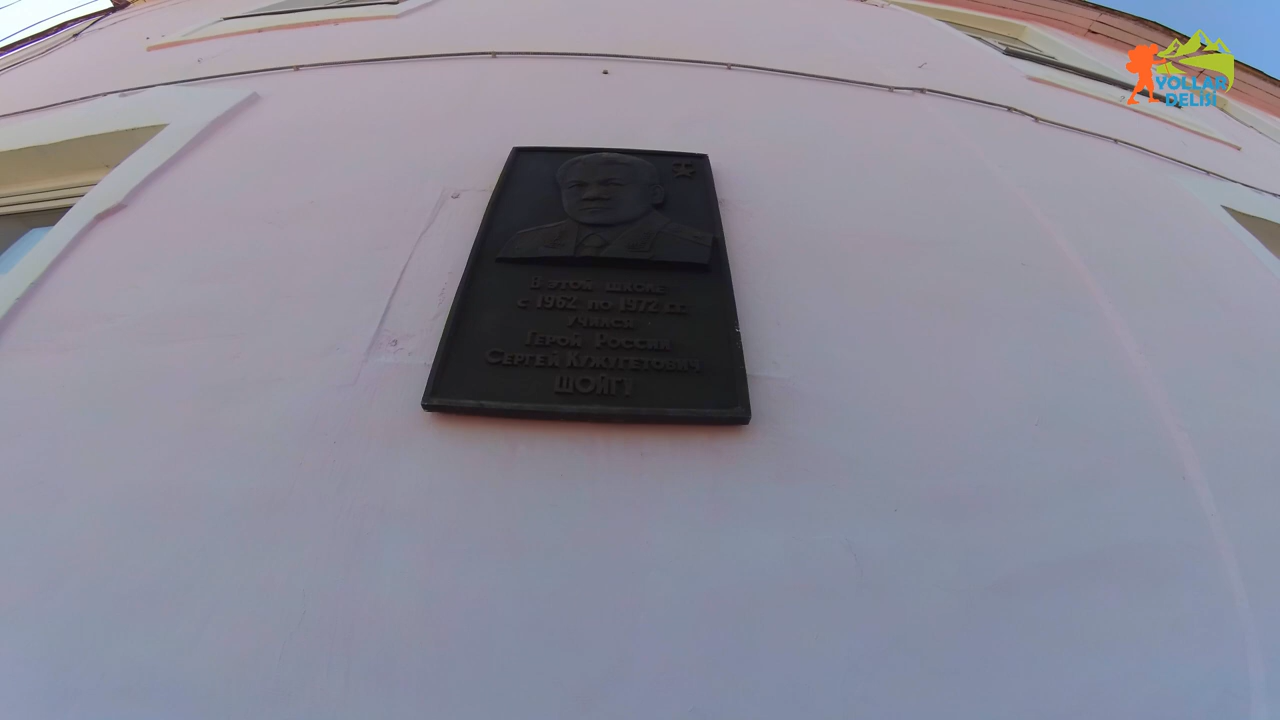 YOLLAR
DELİSİ
В ЭТОЙ ШКОЛЕ
с 1962 по 1972 гг.
УЧИЛСЯ
ГЕРОЙ РОССИИ
СЕРГЕЙ КУЖУГЕТОВИЧ
ШОЙГУ